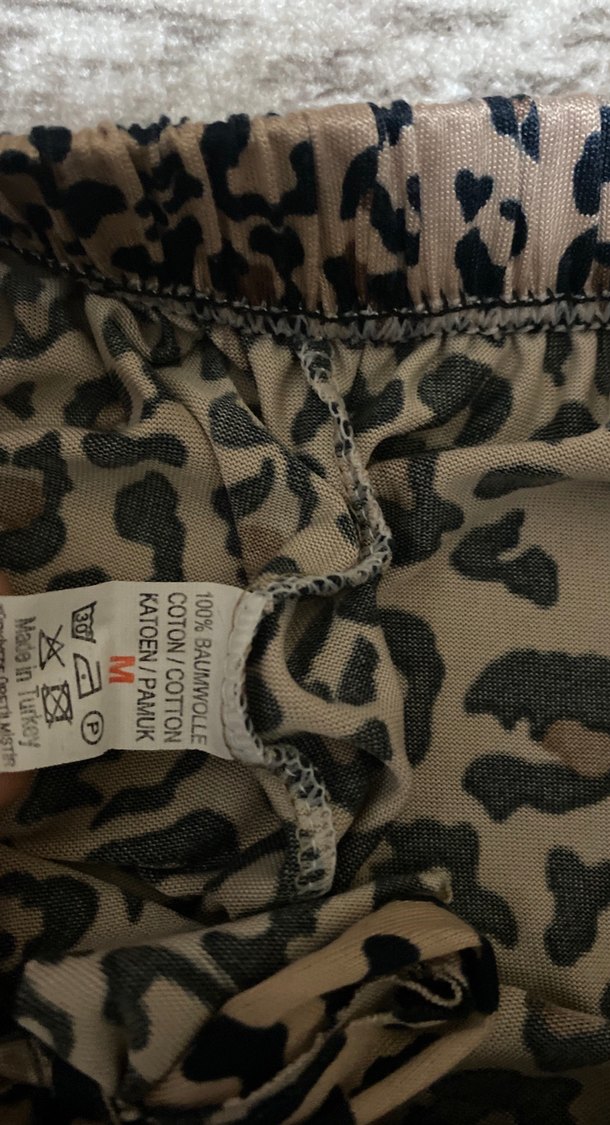 100% BAUMWOLLE
COTON / COTTON
KATOEN / PAMUK
M
30°
P
Made in Turkey